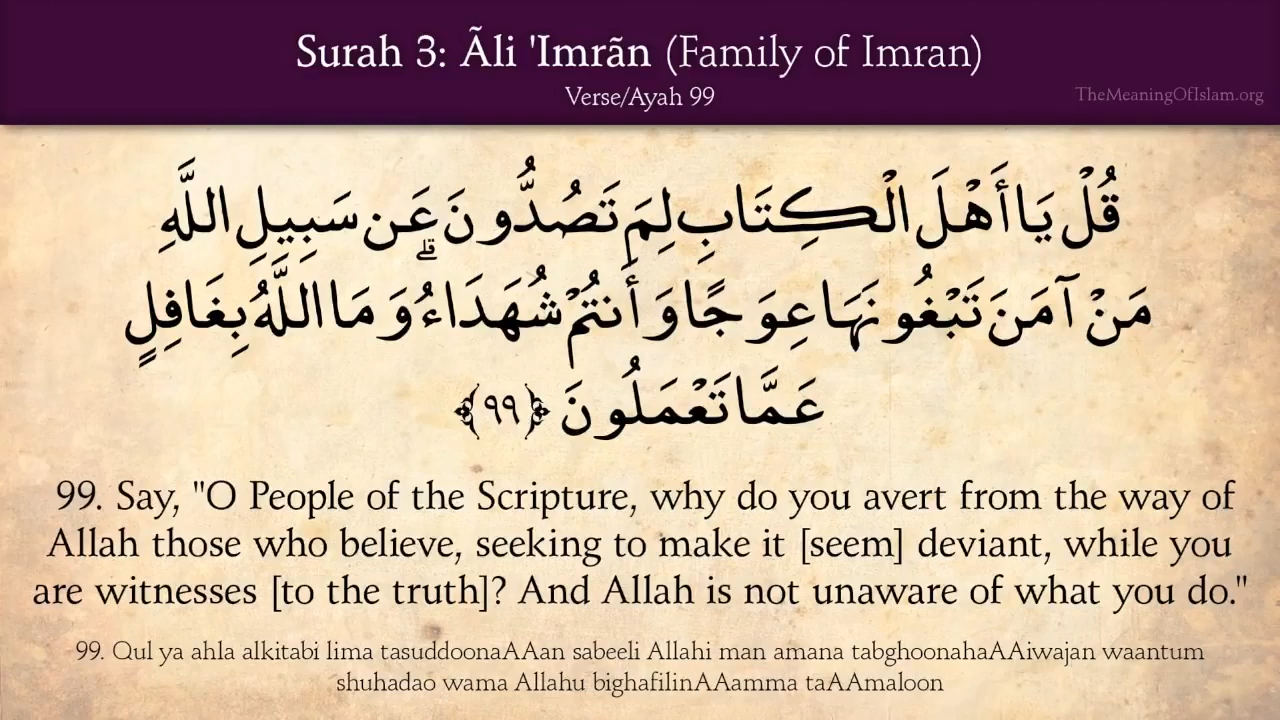 Surah 3: Ãli 'Imrãn (Family of Imran)
Verse/Ayah 99
TheMeaningOfIslam.org
قُلْ يَا أَهْلَ الْكِتَابِ لِمَ تَصُدُّونَ عَن سَبِيلِ اللَّهِ
مَنْ آمَنَ تَبْغُونَهَا عِوَجًا وَأَنتُمْ شُهَدَاءُ ۗ وَمَا اللَّهُ بِغَافِلٍ
عَمَّا تَعْمَلُونَ ﴿٩٩﴾
99. Say, "O People of the Scripture, why do you avert from the way of
Allah those who believe, seeking to make it [seem] deviant, while you
are witnesses [to the truth]? And Allah is not unaware of what you do."
99. Qul ya ahla alkitabi lima tasuddoonaAAan sabeeli Allahi man amana tabghoonahaAAiwajan waantum
shuhadao wama Allahu bighafilinAAamma taAAmaloon